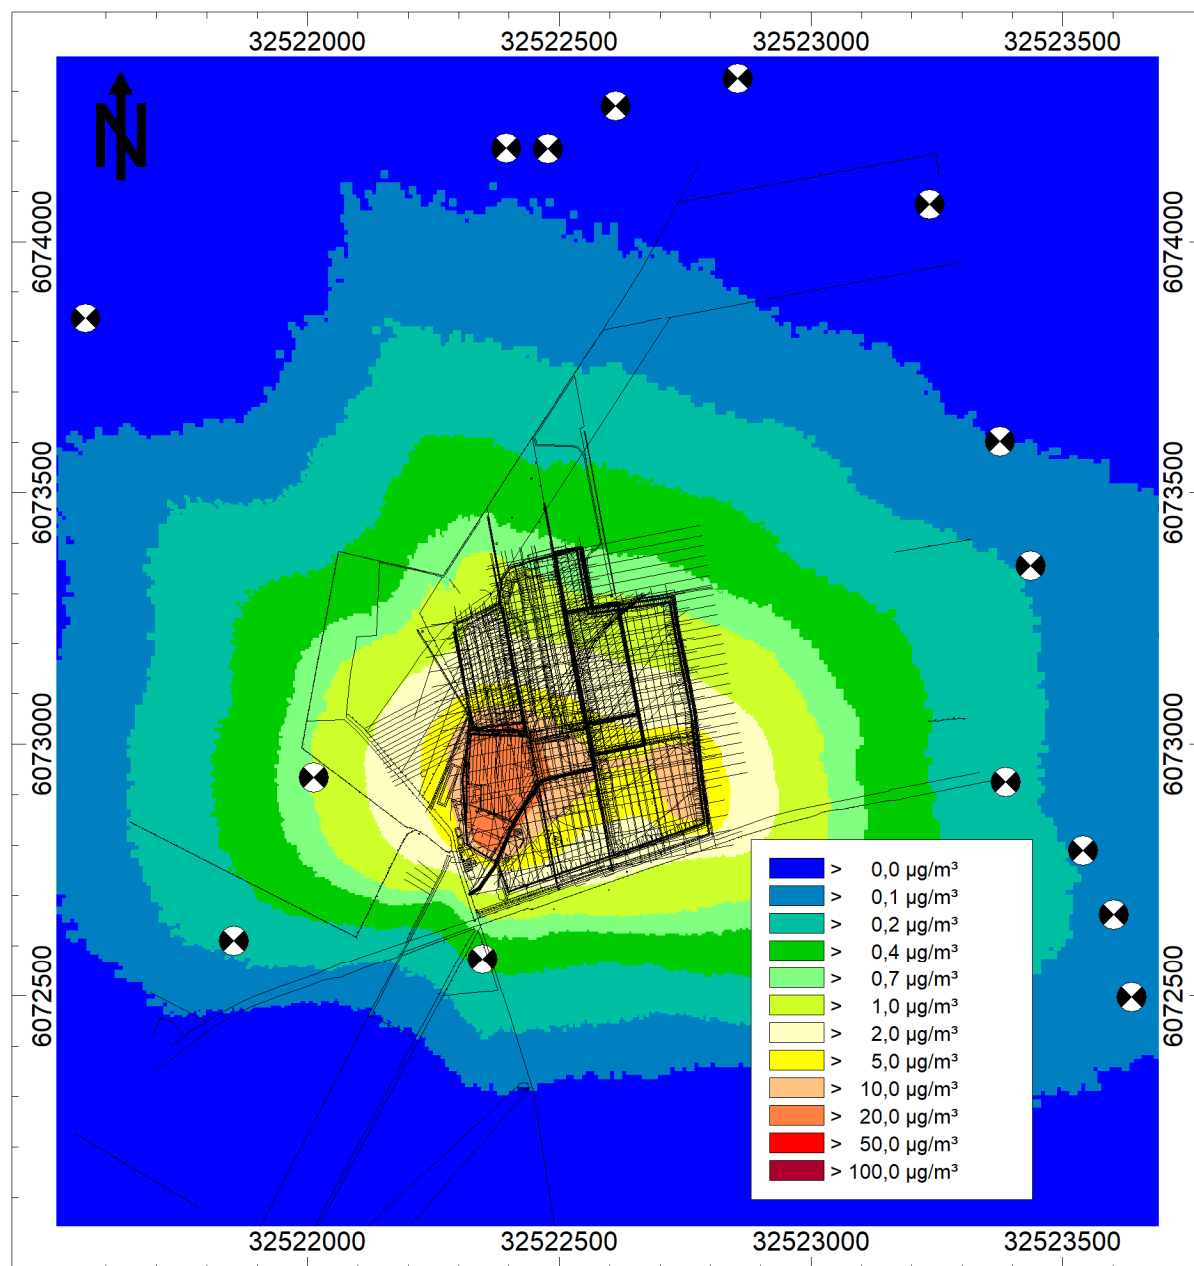 32522000 32522500 32523000 32523500
N
6074000 6074000
6073500 6073500
6073000 6073000
6072500 6072500
> 0,0 µg/m³
> 0,1 µg/m³
> 0,2 µg/m³
> 0,4 µg/m³
> 0,7 µg/m³
> 1,0 µg/m³
> 2,0 µg/m³
> 5,0 µg/m³
> 10,0 µg/m³
> 20,0 µg/m³
> 50,0 µg/m³
> 100,0 µg/m³
32522000 32522500 32523000 32523500